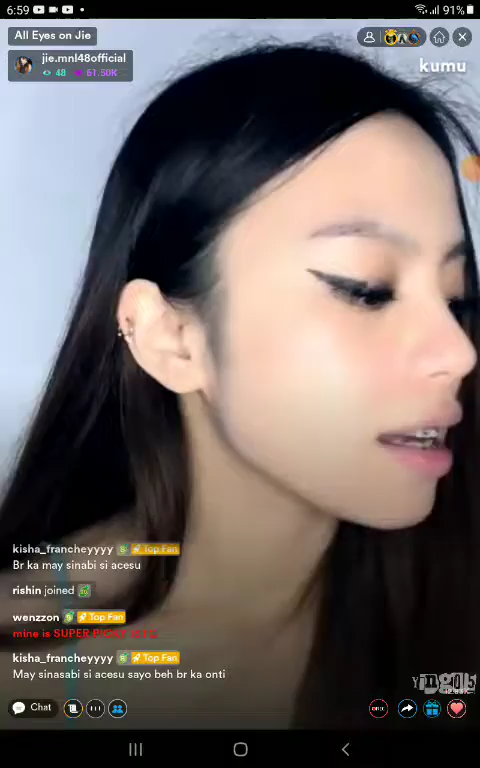 6:59
91%
All Eyes on Jie
jie.mnl48official
48 61.50K
kumu
kisha_francheyyyy Top Fan
Br ka may sinabi si acesu
rishin joined
wenzzon Top Fan
mine is SUPER
kisha_francheyyyy Top Fan
May sinasabi si acesu sayo beh br ka onti
Chat